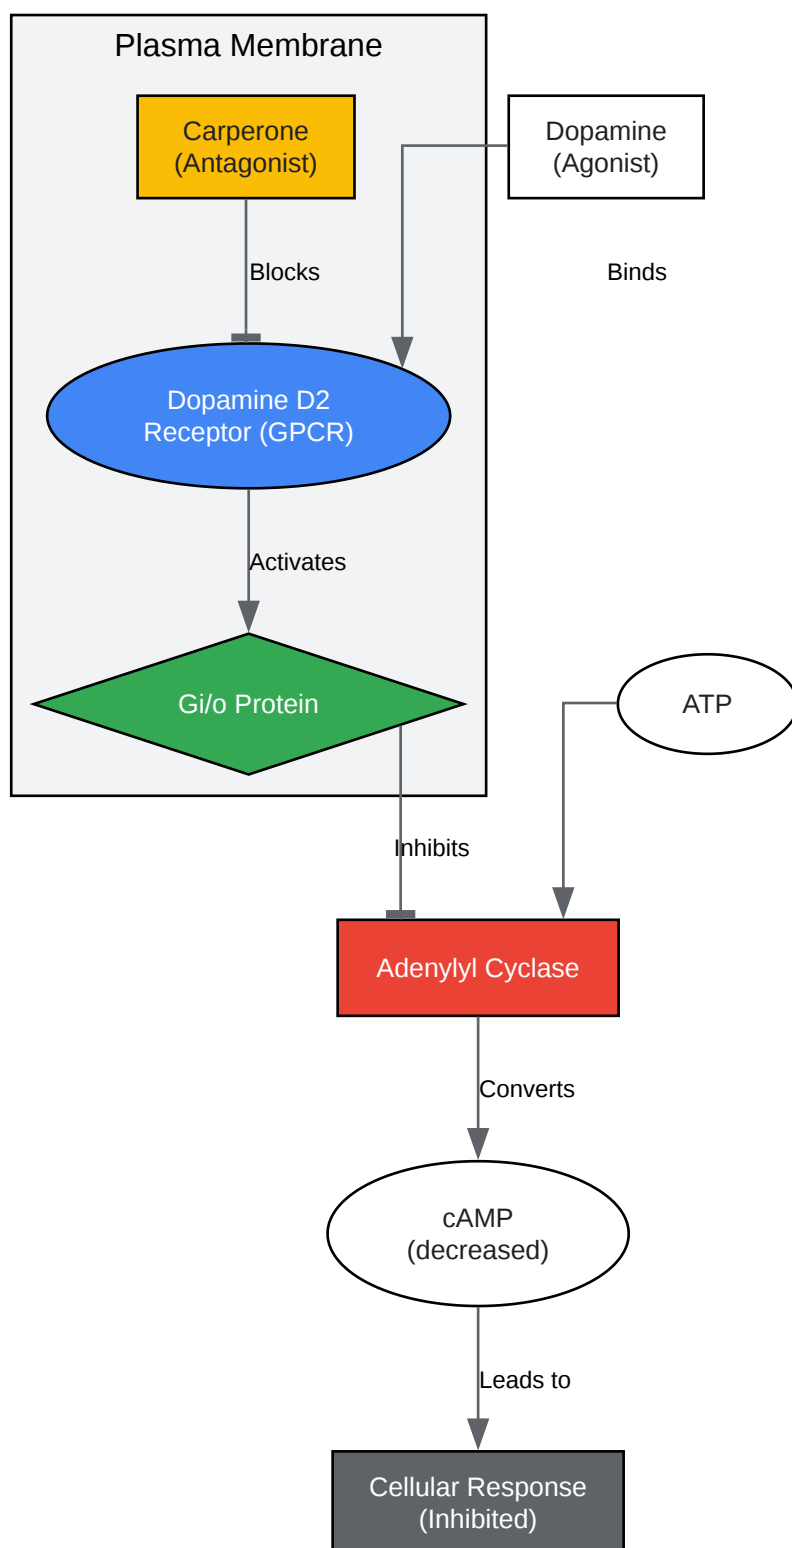 Plasma Membrane
Carperone
(Antagonist)
Dopamine
(Agonist)
Blocks
Binds
Dopamine D2
Receptor (GPCR)
Activates
Gi/o Protein
ATP
Inhibits
Adenylyl Cyclase
Converts
cAMP
(decreased)
Leads to
Cellular Response
(Inhibited)